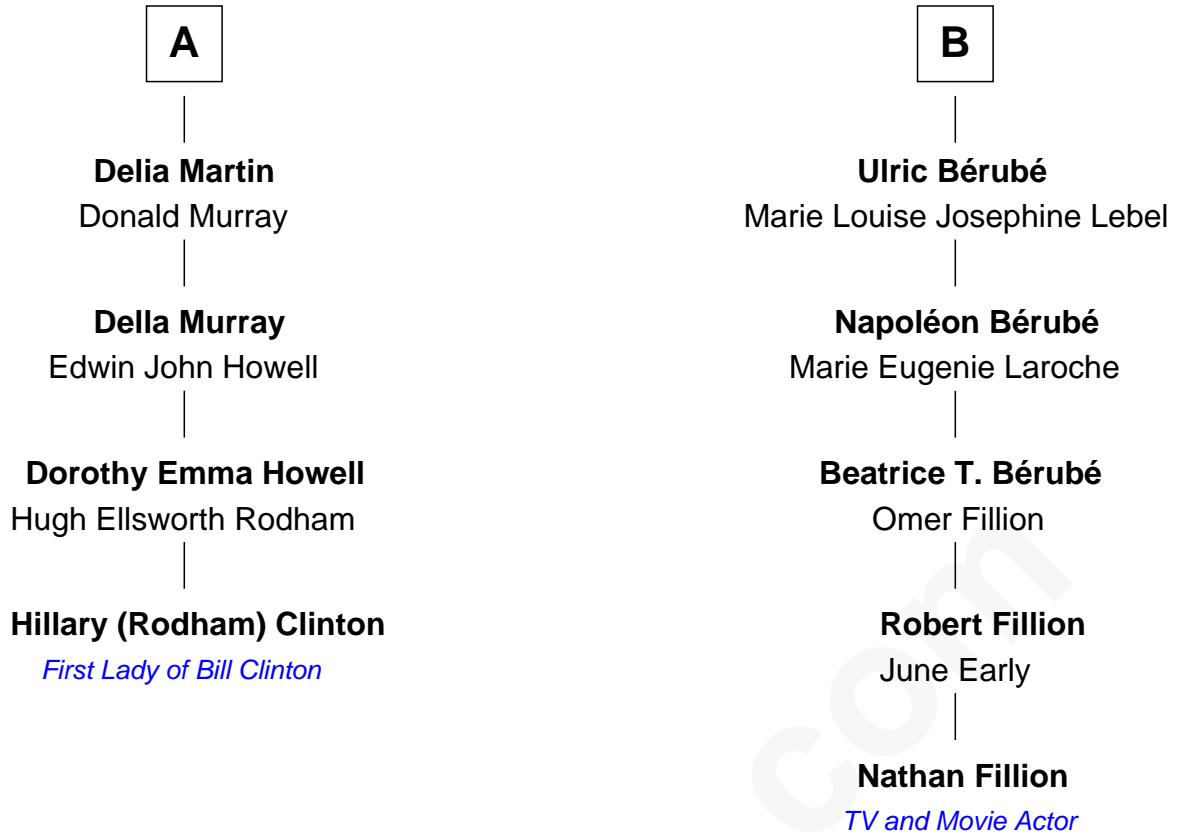 A
Delia Martin
Donald Murray
Della Murray
Edwin John Howell
Dorothy Emma Howell
Hugh Ellsworth Rodham
Hillary (Rodham) Clinton
First Lady of Bill Clinton
B
Ulric Bérubé
Marie Louise Josephine Lebel
Napoléon Bérubé
Marie Eugenie Laroche
Beatrice T. Bérubé
Omer Fillion
Robert Fillion
June Early
Nathan Fillion
TV and Movie Actor
com